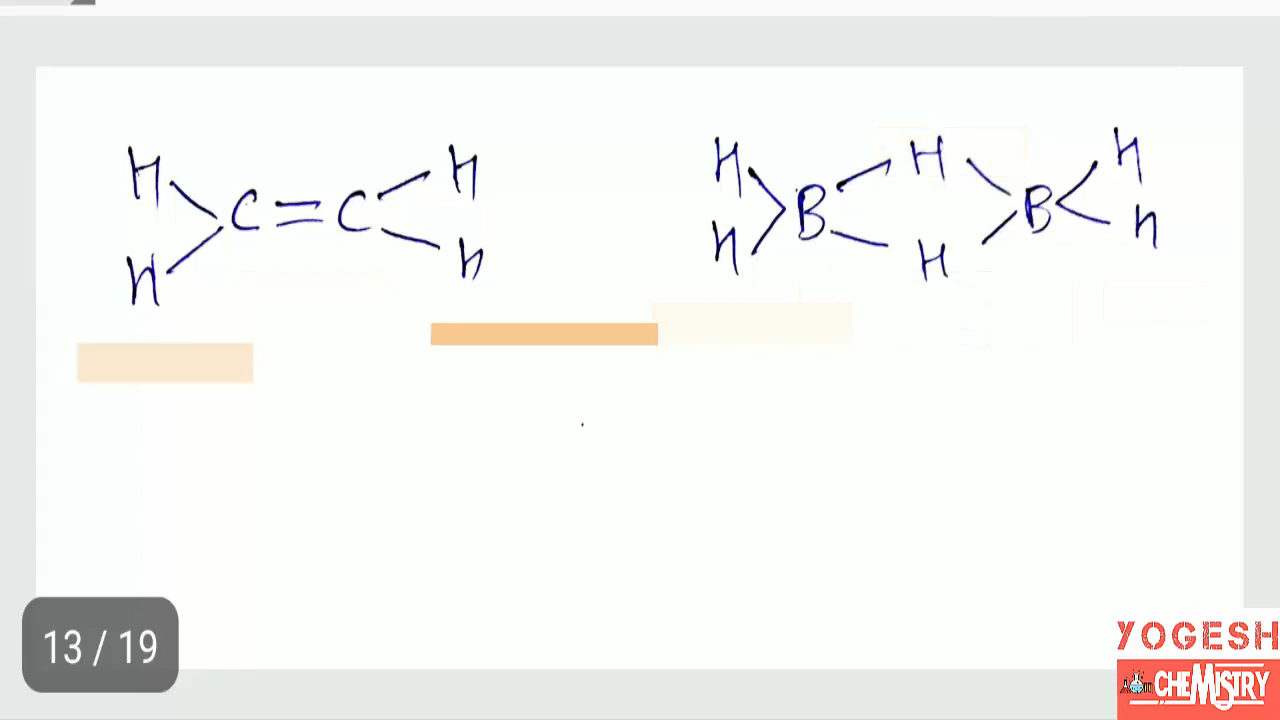 H H
C=C
H H
H H H
B B
H H H
13 / 19
YOGESH
CHEMISTRY